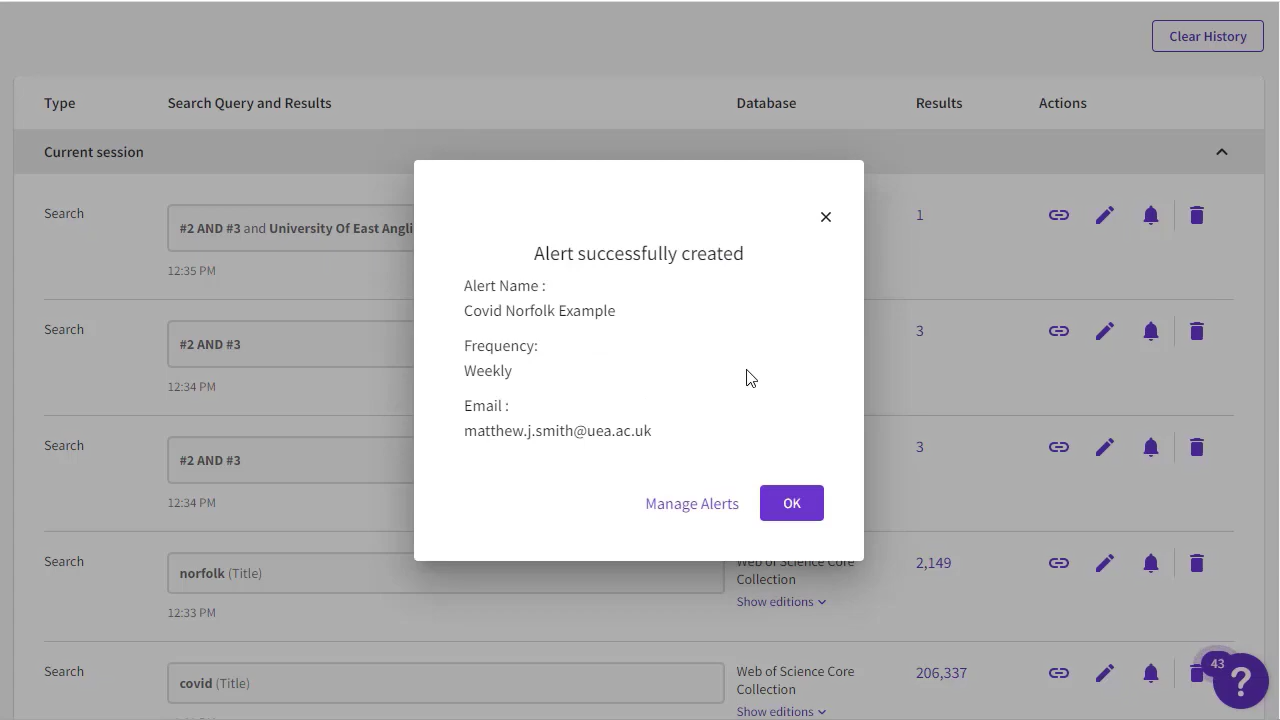 Clear History
Type Search Query and Results Database Results Actions
Current session
Search #2 AND #3 and University Of East Angli 1
12:35 PM
Search #2 AND #3 3
12:34 PM
Search #2 AND #3 3
12:34 PM
Alert successfully created
Alert Name :
Covid Norfolk Example
Frequency:
Weekly
Email :
matthew.j.smith@uea.ac.uk
Manage Alerts OK
Search norfolk (Title) Web of Science Core 2,149
Collection
Show editions
12:33 PM
Search covid (Title) Web of Science Core 206,337
Collection
Show editions
43
?